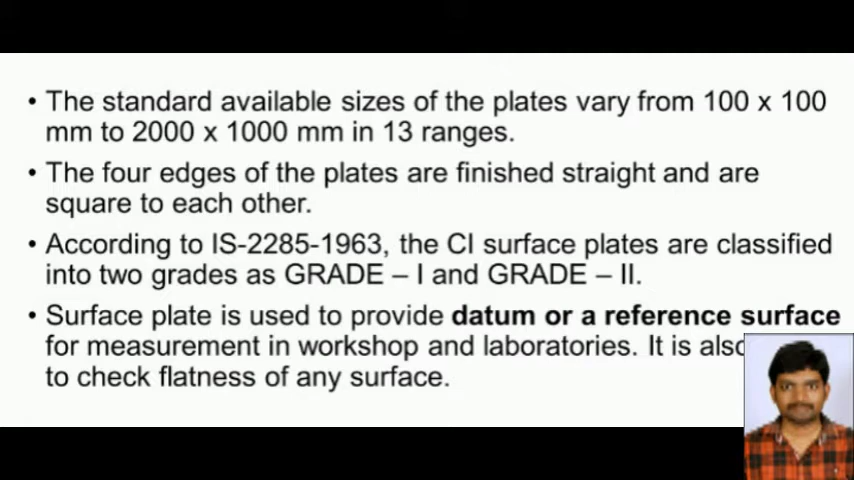 • The standard available sizes of the plates vary from 100 x 100
mm to 2000 x 1000 mm in 13 ranges.
• The four edges of the plates are finished straight and are
square to each other.
• According to IS-2285-1963, the CI surface plates are classified
into two grades as GRADE – I and GRADE – II.
• Surface plate is used to provide datum or a reference surface
for measurement in workshop and laboratories. It is also
to check flatness of any surface.